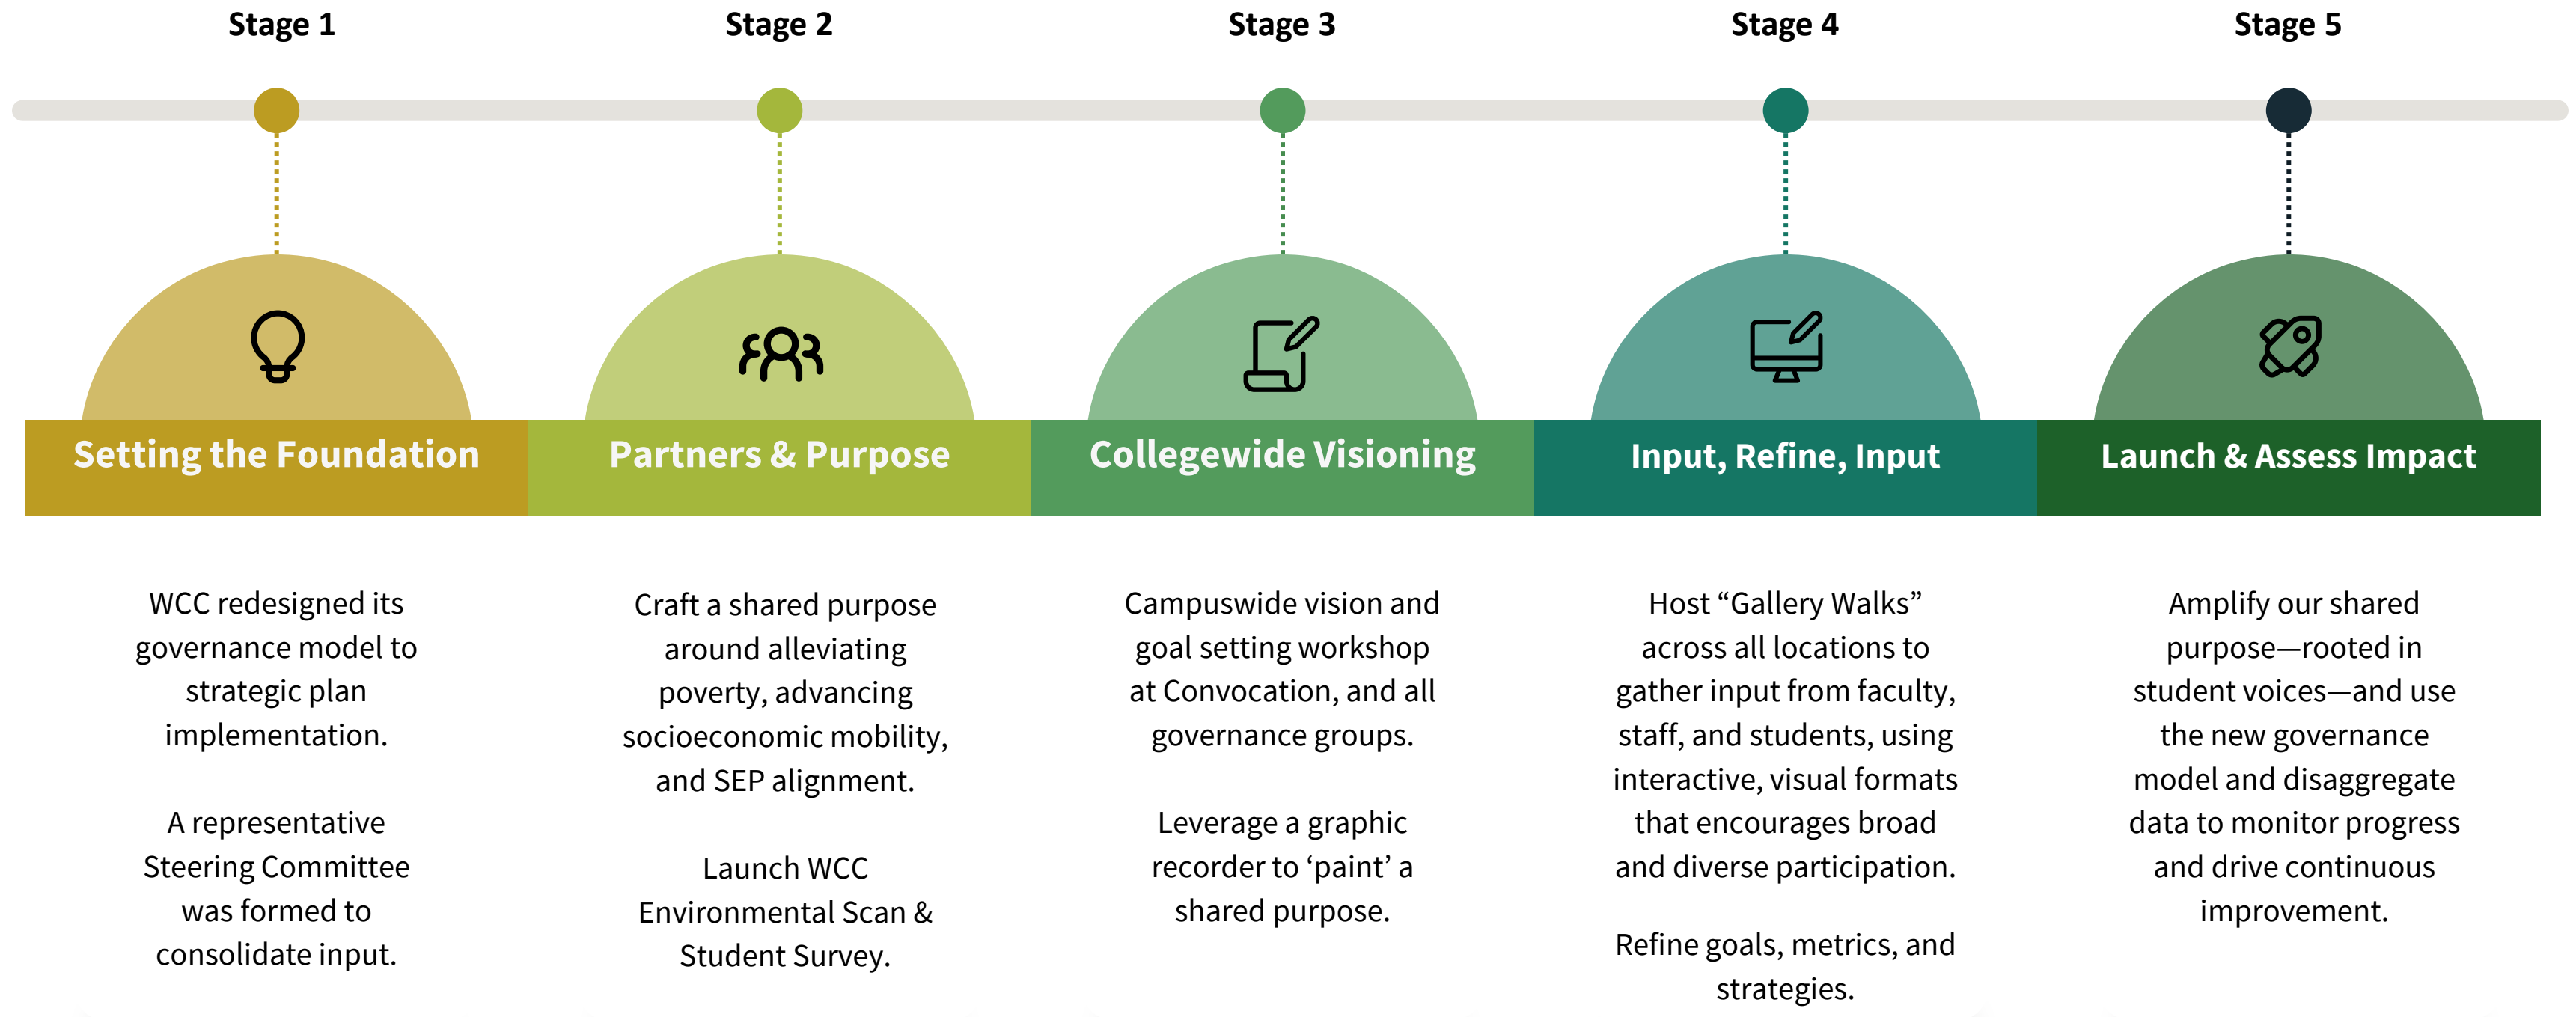 Stage 1
Stage 2
Stage 3
Stage 4
Stage 5
Setting the Foundation
Partners & Purpose
Collegewide Visioning
Input, Refine, Input
Launch & Assess Impact
WCC redesigned its
governance model to
strategic plan
implementation.
A representative
Steering Committee
was formed to
consolidate input.
Craft a shared purpose
around alleviating
poverty, advancing
socioeconomic mobility,
and SEP alignment.
Launch WCC
Environmental Scan &
Student Survey.
Campuswide vision and
goal setting workshop
at Convocation, and all
governance groups.
Leverage a graphic
recorder to ‘paint’ a
shared purpose.
Host “Gallery Walks”
across all locations to
gather input from faculty,
staff, and students, using
interactive, visual formats
that encourages broad
and diverse participation.
Refine goals, metrics, and
strategies.
Amplify our shared
purpose—rooted in
student voices—and use
the new governance
model and disaggregate
data to monitor progress
and drive continuous
improvement.